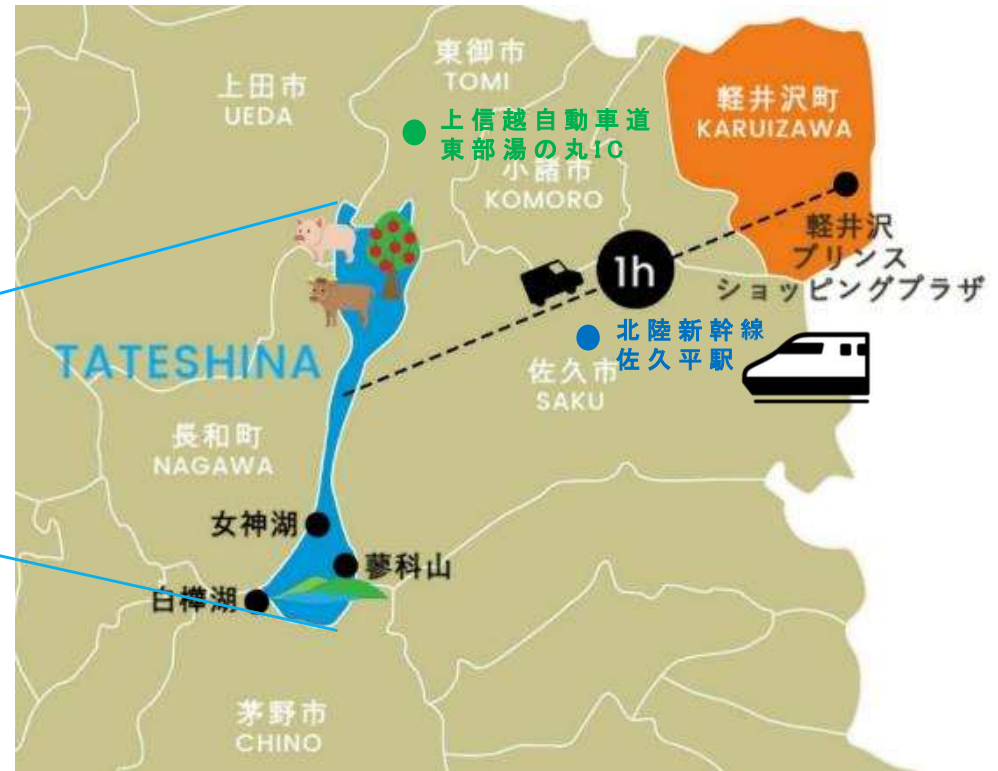 東御市
TOMI
上田市
UEDA
軽井沢町
KARUIZAWA
上信越自動車道
東部湯の丸IC
小諸市
KOMORO
軽井沢
プリンス
ショッピングプラザ
1h
北陸新幹線
佐久平駅
TATESHINA
佐久市
SAKU
長和町
NAGAWA
女神湖
蓼科山
白樺湖
茅野市
CHINO